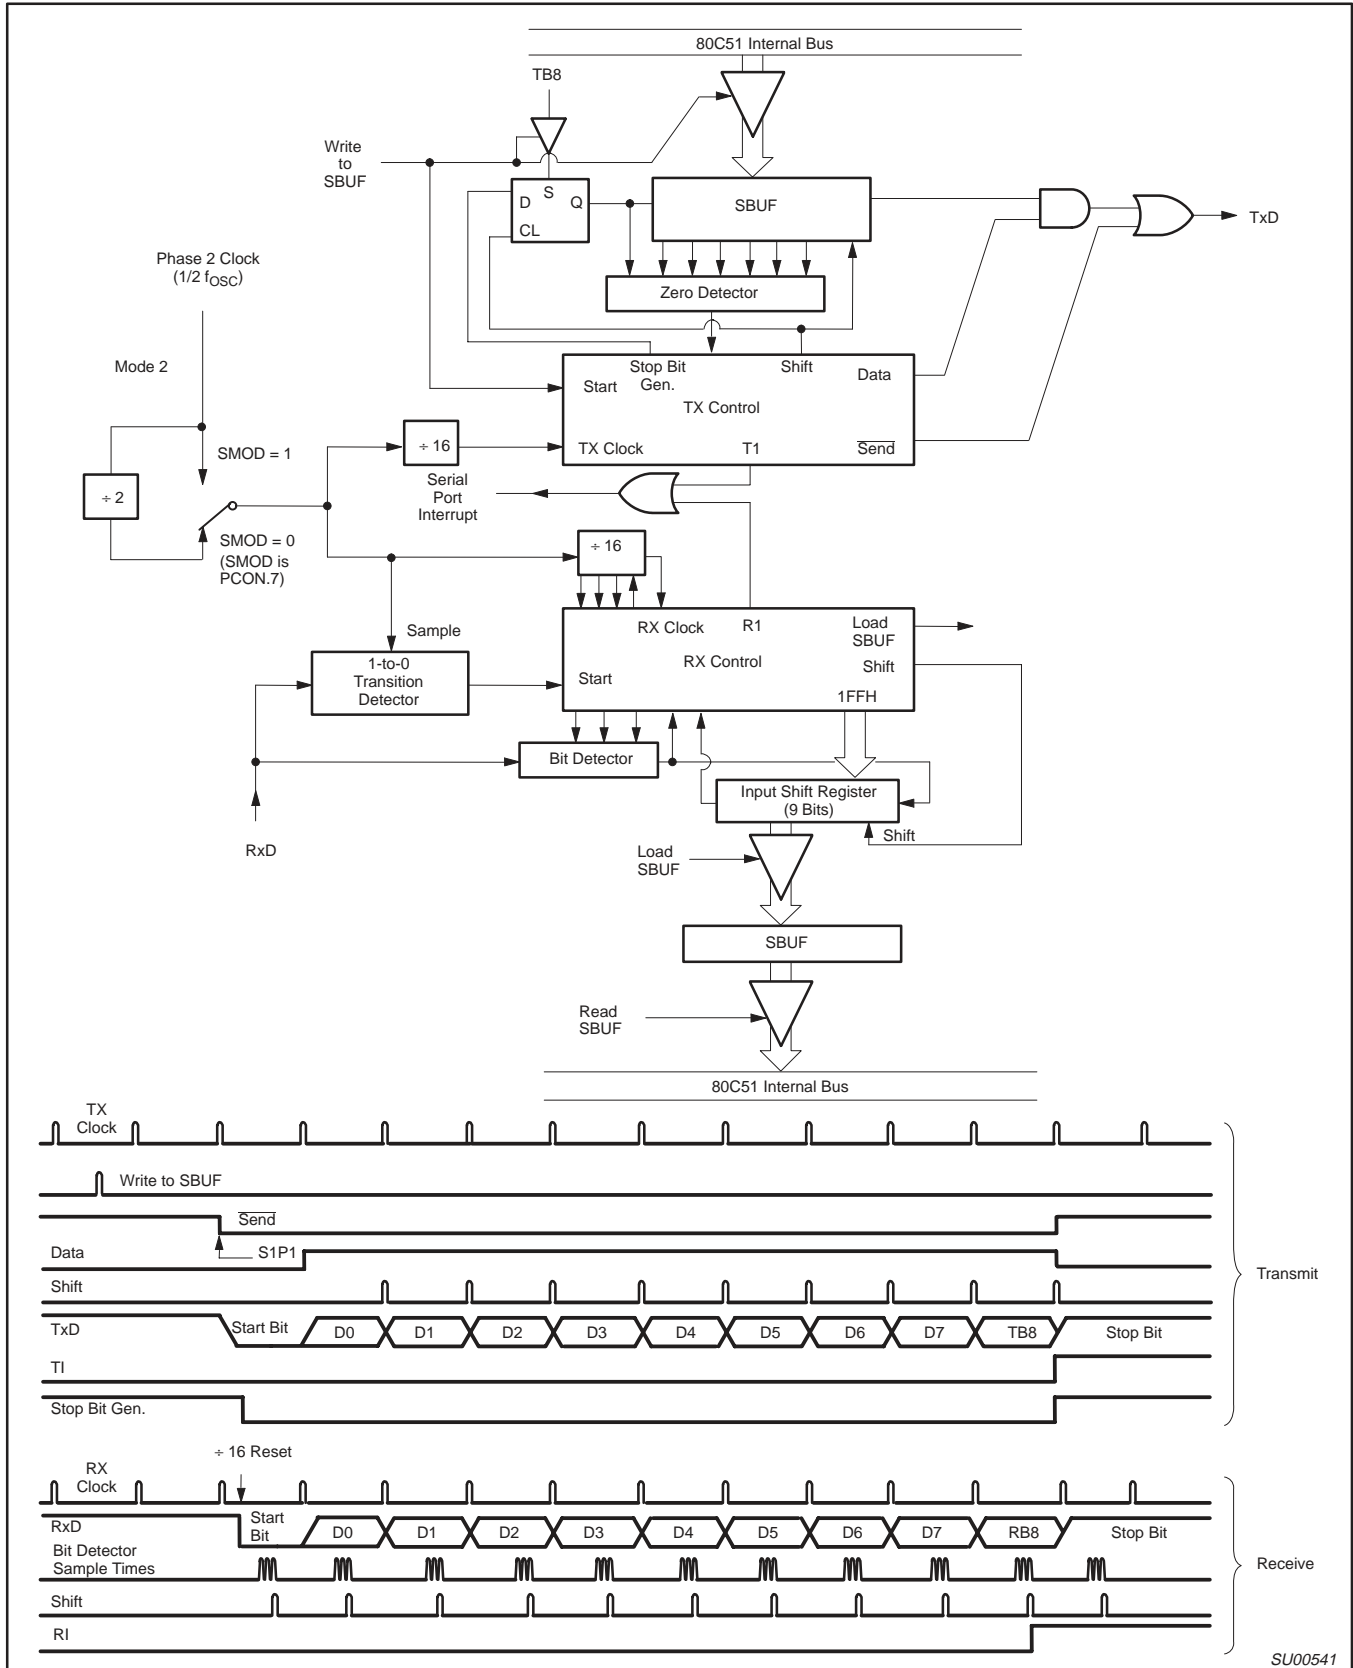 80C51 Internal Bus
TB8
Write
to
SBUF
D
S
Q
CL
SBUF
TxD
Phase 2 Clock
(1/2 fOSC)
Zero Detector
Mode 2
Stop Bit
Gen.
Shift
Data
Start
TX Control
SMOD = 1
÷ 16
TX Clock
T1
Send
÷ 2
Serial
Port
Interrupt
SMOD = 0
(SMOD is
PCON.7)
÷ 16
Sample
RX Clock
R1
Load
SBUF
RX Control
Shift
1-to-0
Transition
Detector
Start
1FFH
Bit Detector
Input Shift Register
(9 Bits)
RxD
Shift
Load
SBUF
SBUF
Read
SBUF
80C51 Internal Bus
TX
Clock
Write to SBUF
Send
Data
S1P1
Shift
Transmit
TxD
Start Bit
D0
D1
D2
D3
D4
D5
D6
D7
TB8
Stop Bit
TI
Stop Bit Gen.
÷ 16 Reset
RX
Clock
RxD
Start
Bit
D0
D1
D2
D3
D4
D5
D6
D7
RB8
Stop Bit
Bit Detector
Sample Times
Receive
Shift
RI
SU00541